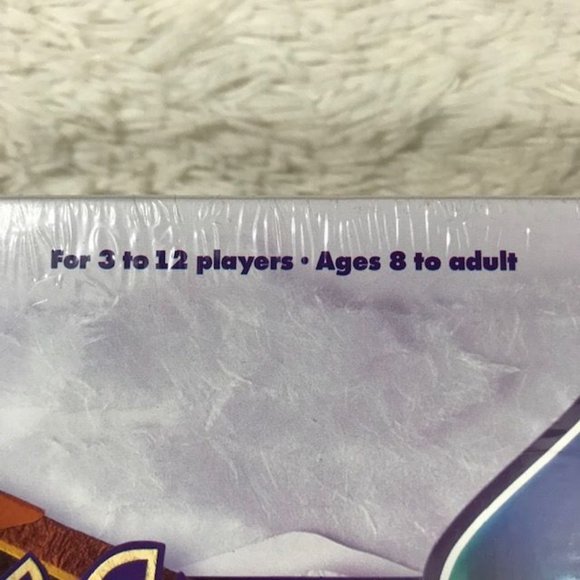 For 3 to 12 players • Ages 8 to adult